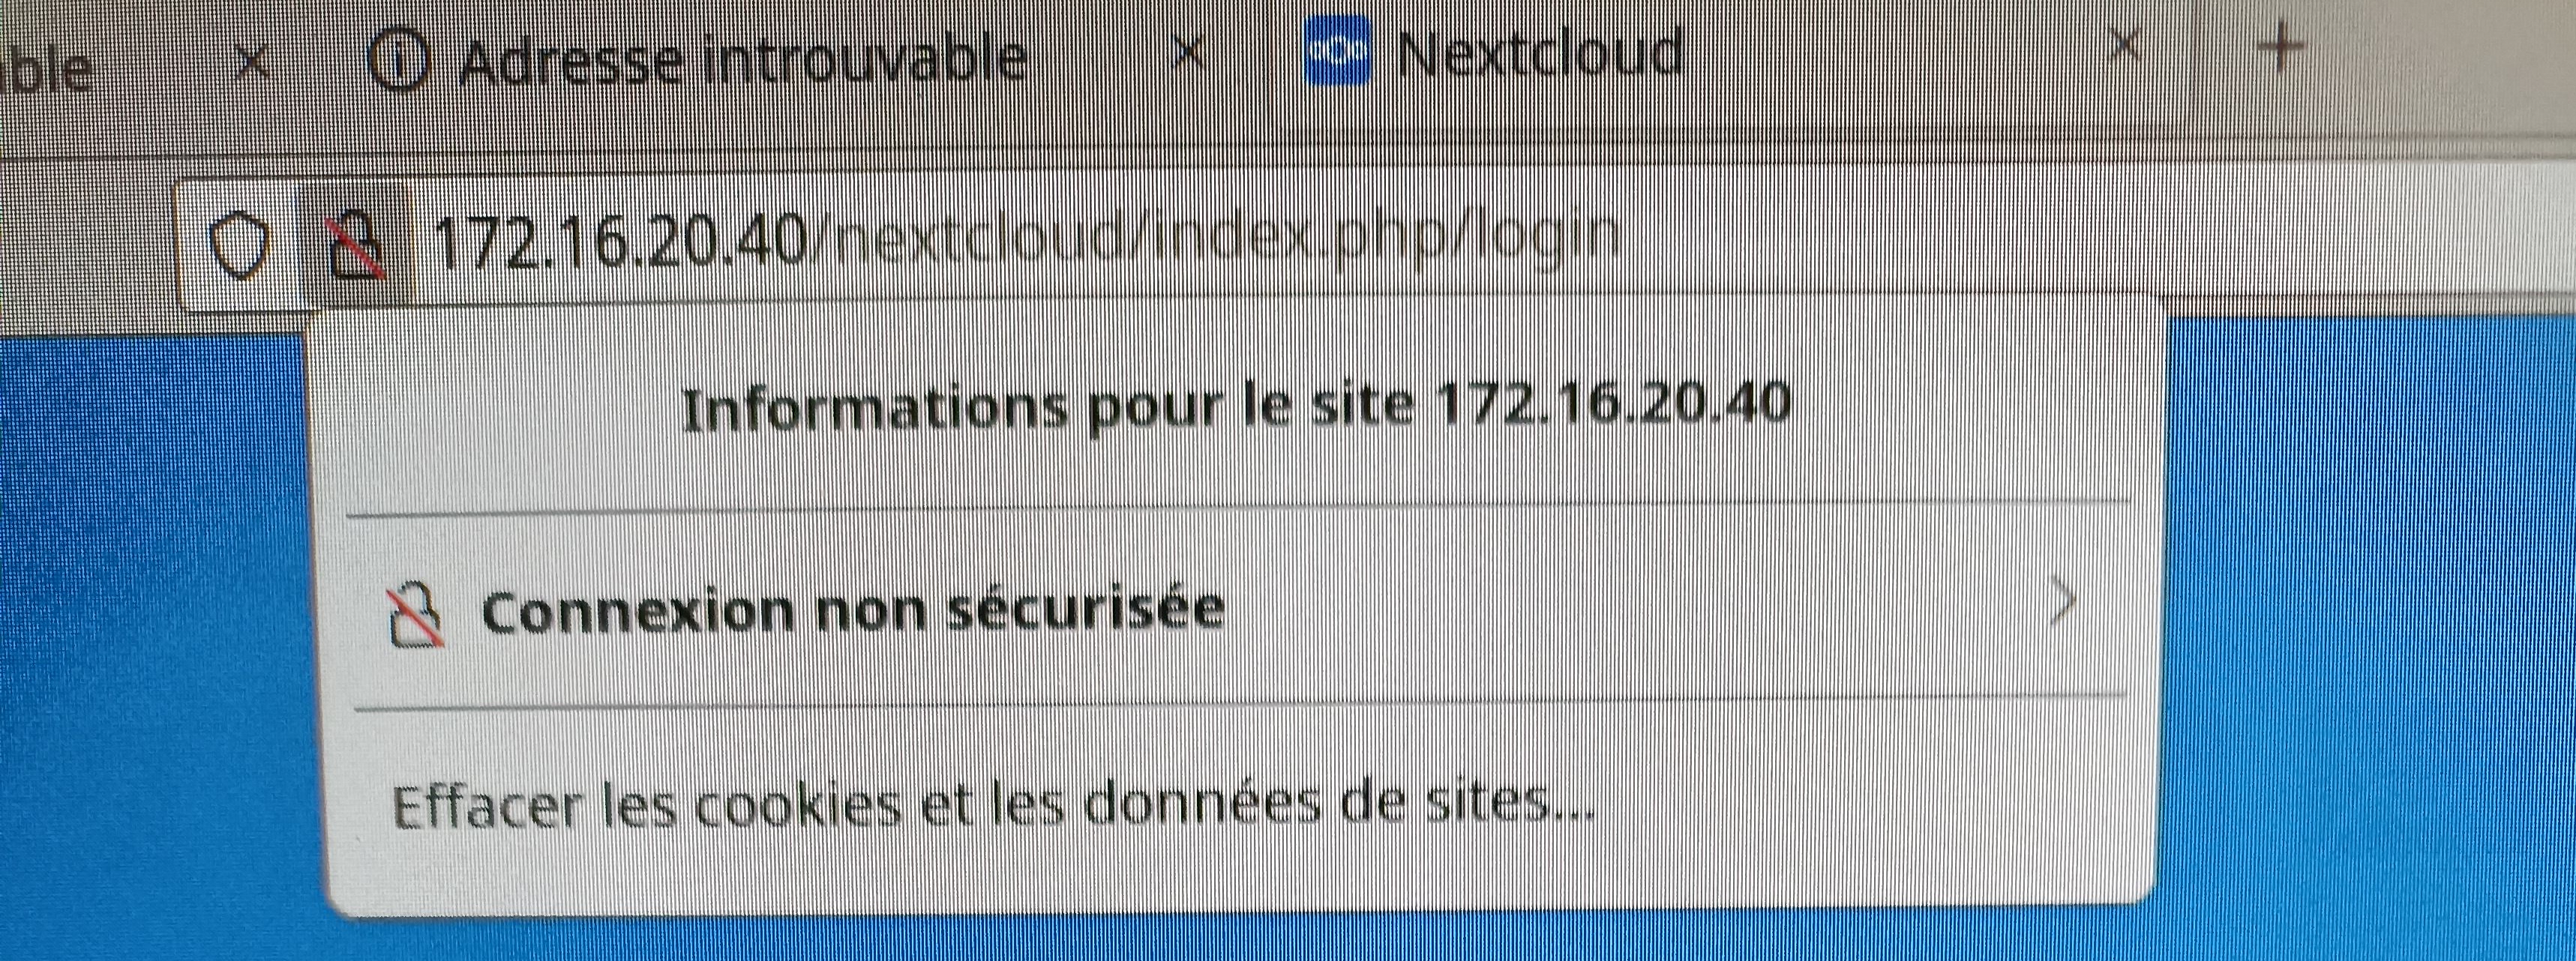 Adresse introuvable
Nextcloud
172.16.20.40/nextcloud/index.php/login
Informations pour le site 172.16.20.40
Connexion non sécurisée
Effacer les cookies et les données de sites...